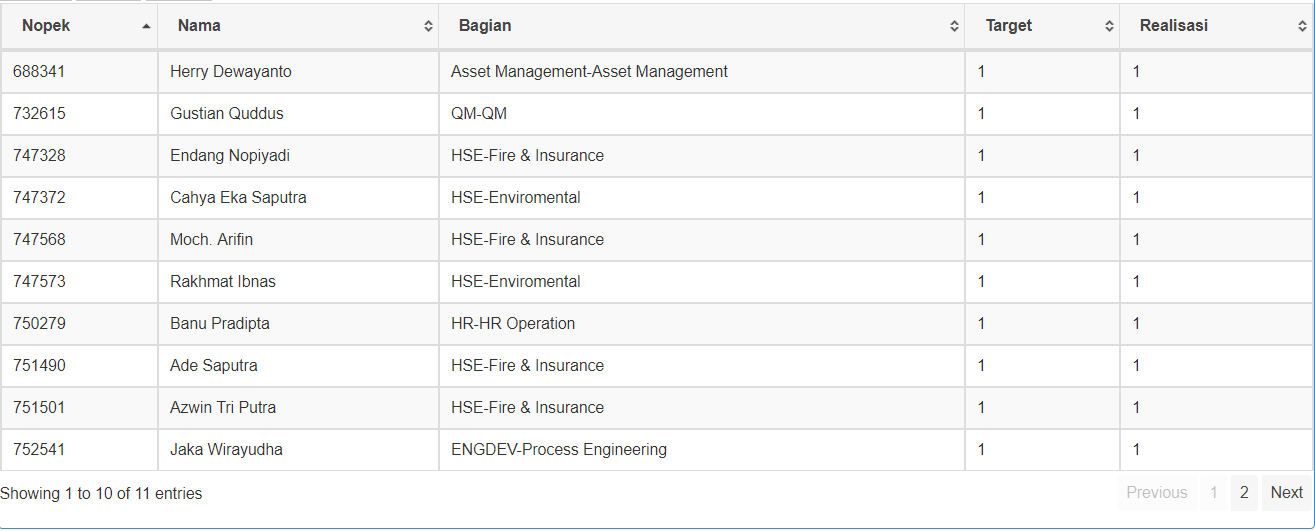 Nopek Nama Bagian Target Realisasi
688341 Herry Dewayanto Asset Management-Asset Management 1 1
732615 Gustian Quddus QM-QM 1 1
747328 Endang Nopiyadi HSE-Fire & Insurance 1 1
747372 Cahya Eka Saputra HSE-Enviromental 1 1
747568 Moch. Arifin HSE-Fire & Insurance 1 1
747573 Rakhmat Ibnas HSE-Enviromental 1 1
750279 Banu Pradipta HR-HR Operation 1 1
751490 Ade Saputra HSE-Fire & Insurance 1 1
751501 Azwin Tri Putra HSE-Fire & Insurance 1 1
752541 Jaka Wirayudha ENGDEV-Process Engineering 1 1
Showing 1 to 10 of 11 entries Previous 1 2 Next